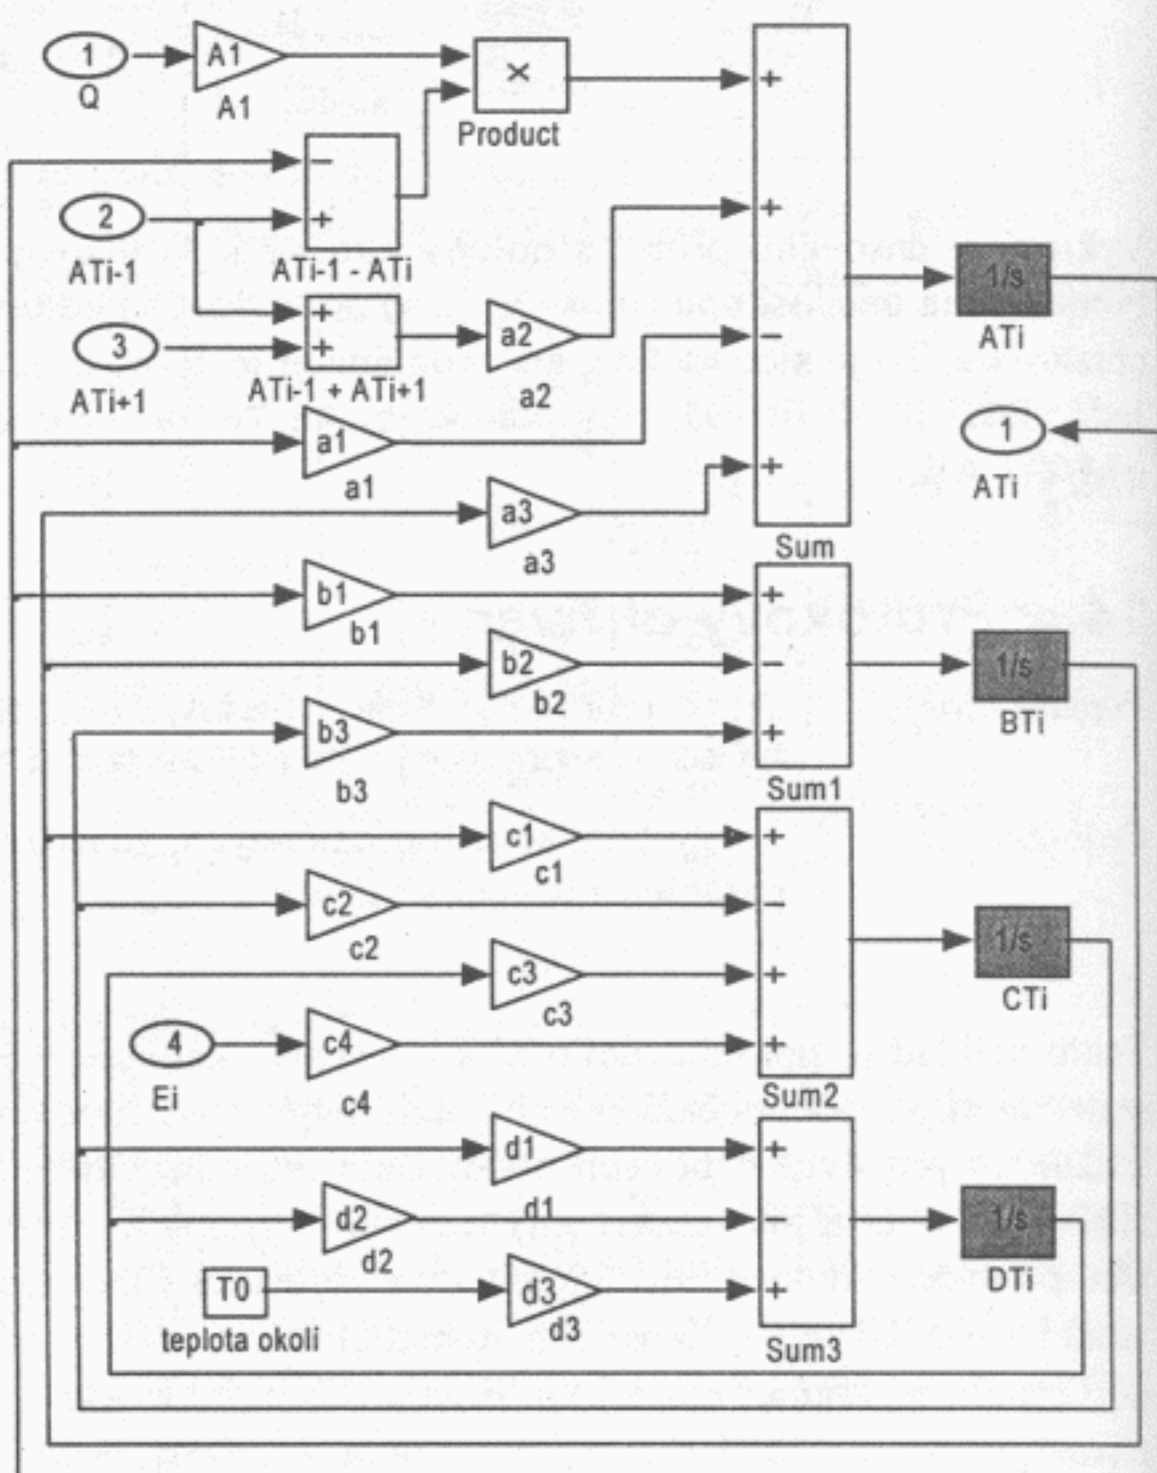 1
Q
A1
A1
×
Product
+
−
2
+
ATi-1
ATi-1 - ATi
+
1/s
ATi
+
3
+
ATi+1
ATi-1 + ATi+1
a2
a2
−
1
ATi
a1
a1
+
a3
a3
Sum
b1
b1
+
b2
b2
−
1/s
BTi
b3
b3
+
Sum1
c1
c1
+
c2
c2
−
1/s
CTi
c3
c3
+
4
Ei
c4
c4
+
Sum2
d1
d1
+
d2
d2
-
1/s
DTi
T0
teplota okoli
d3
d3
+
Sum3